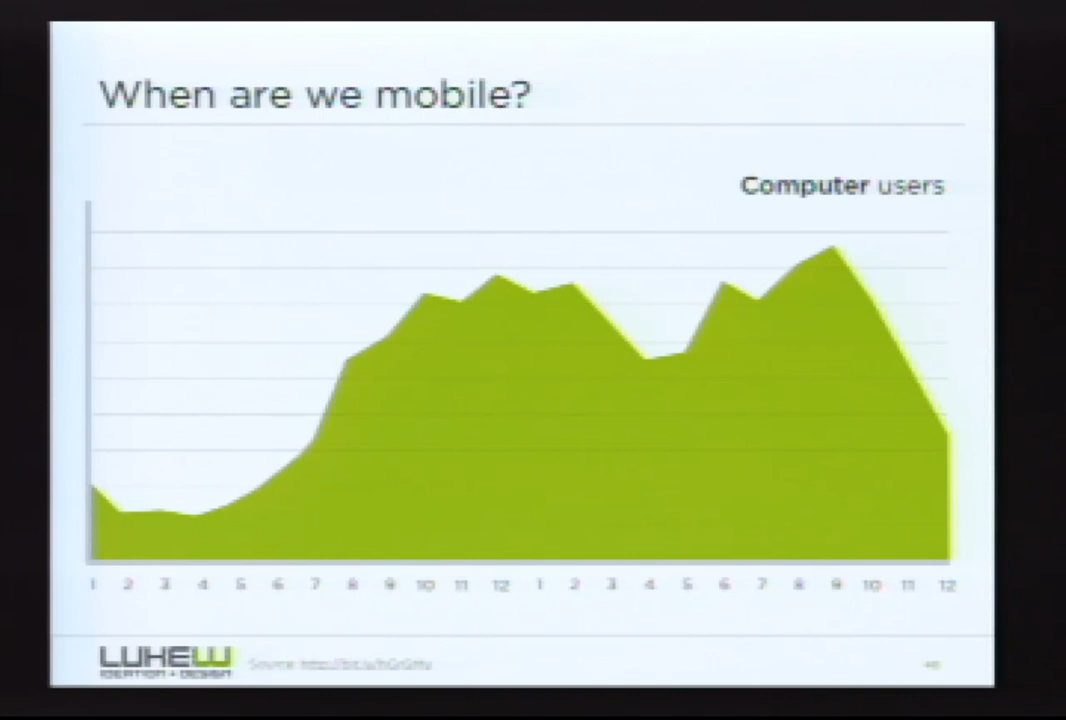 When are we mobile?
Computer users
1 2 3 4 5 6 7 8 9 10 11 12 1 2 3 4 5 6 7 8 9 10 11 12
LUKEW
IDEATION + DESIGN
Source: